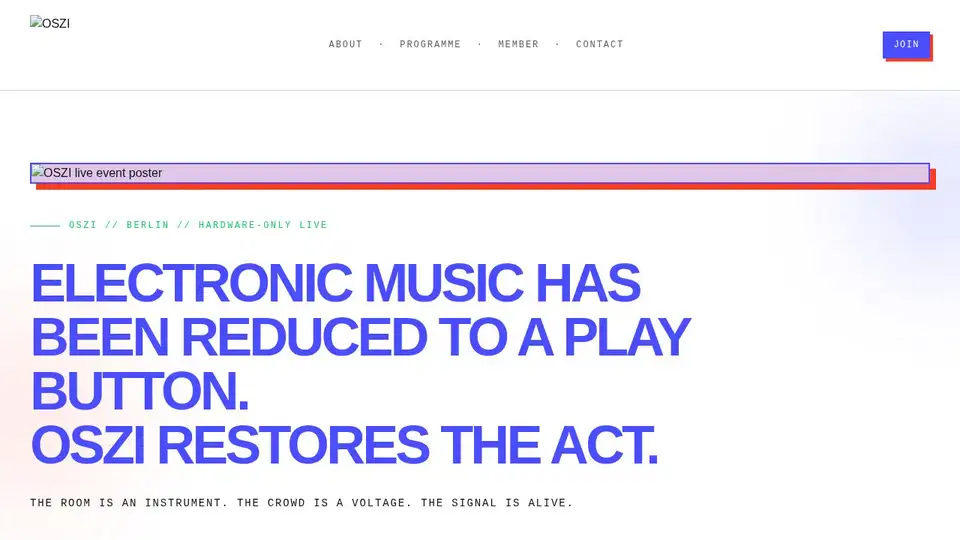 OSZI
ABOUT · PROGRAMME · MEMBER · CONTACT
JOIN
OSZI live event poster
OSZI // BERLIN // HARDWARE-ONLY LIVE
ELECTRONIC MUSIC HAS
BEEN REDUCED TO A PLAY
BUTTON.
OSZI RESTORES THE ACT.
THE ROOM IS AN INSTRUMENT. THE CROWD IS A VOLTAGE. THE SIGNAL IS ALIVE.